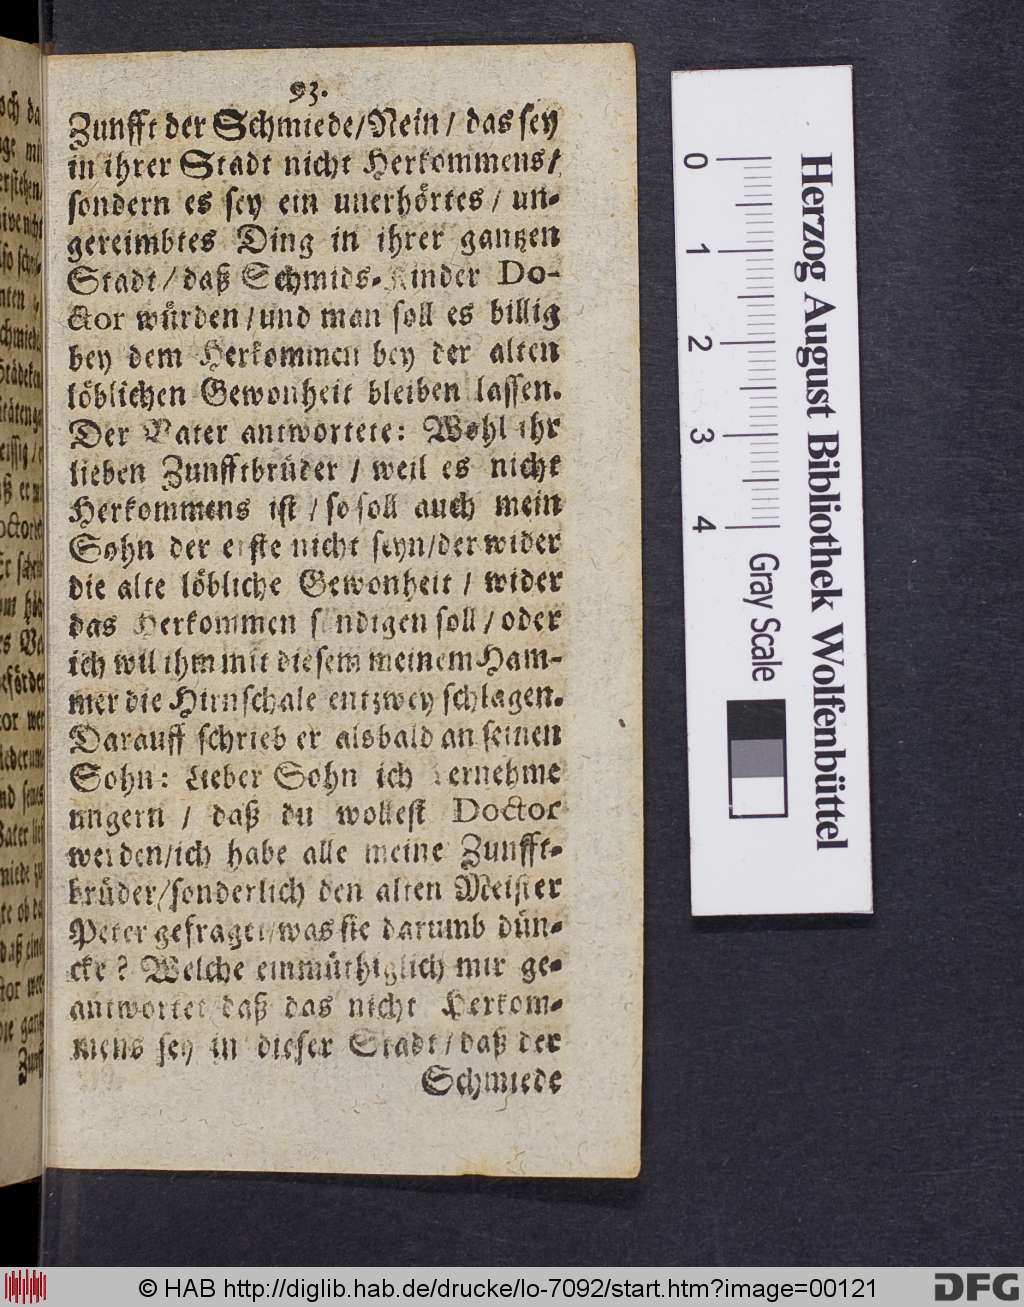 93.
Zunfft der Schmiede/Nein/ das sey
in ihrer Stadt nicht Herkommens/
sondern es sey ein unerhörtes/ un-
gereimbtes Ding in ihrer gantzen
Stadt/ daß Schmids-Kinder Do-
ctor würden/und man soll es billig
bey dem Herkommen bey der alten
löblichen Gewonheit bleiben lassen.
Der Vater antwortete: Wohl ihr
lieben Zunfftbrüder/ weil es nicht
Herkommens ist/ so soll auch mein
Sohn der erste nicht seyn/der wider
die alte löbliche Gewonheit/ wider
das Herkommen sündigen soll/oder
ich wil ihm mit diesem meinem Ham-
mer die Hirnschale entzwey schlagen.
Darauff schrieb er alsbald an seinen
Sohn: Lieber Sohn ich vernehme
ungern/ daß du wollest Doctor
werden/ich habe alle meine Zunfft-
brüder/sonderlich den alten Meister
Peter gefraget/was sie darumb dün-
cke? Welche einmüthiglich mir ge-
antwortet/daß das nicht Herkom-
mens sey in dieser Stadt/daß der
Schmiede
0 1 2 3 4 Gray Scale
Herzog August Bibliothek Wolfenbüttel
© HAB http://diglib.hab.de/drucke/lo-7092/start.htm?image=00121
DFG